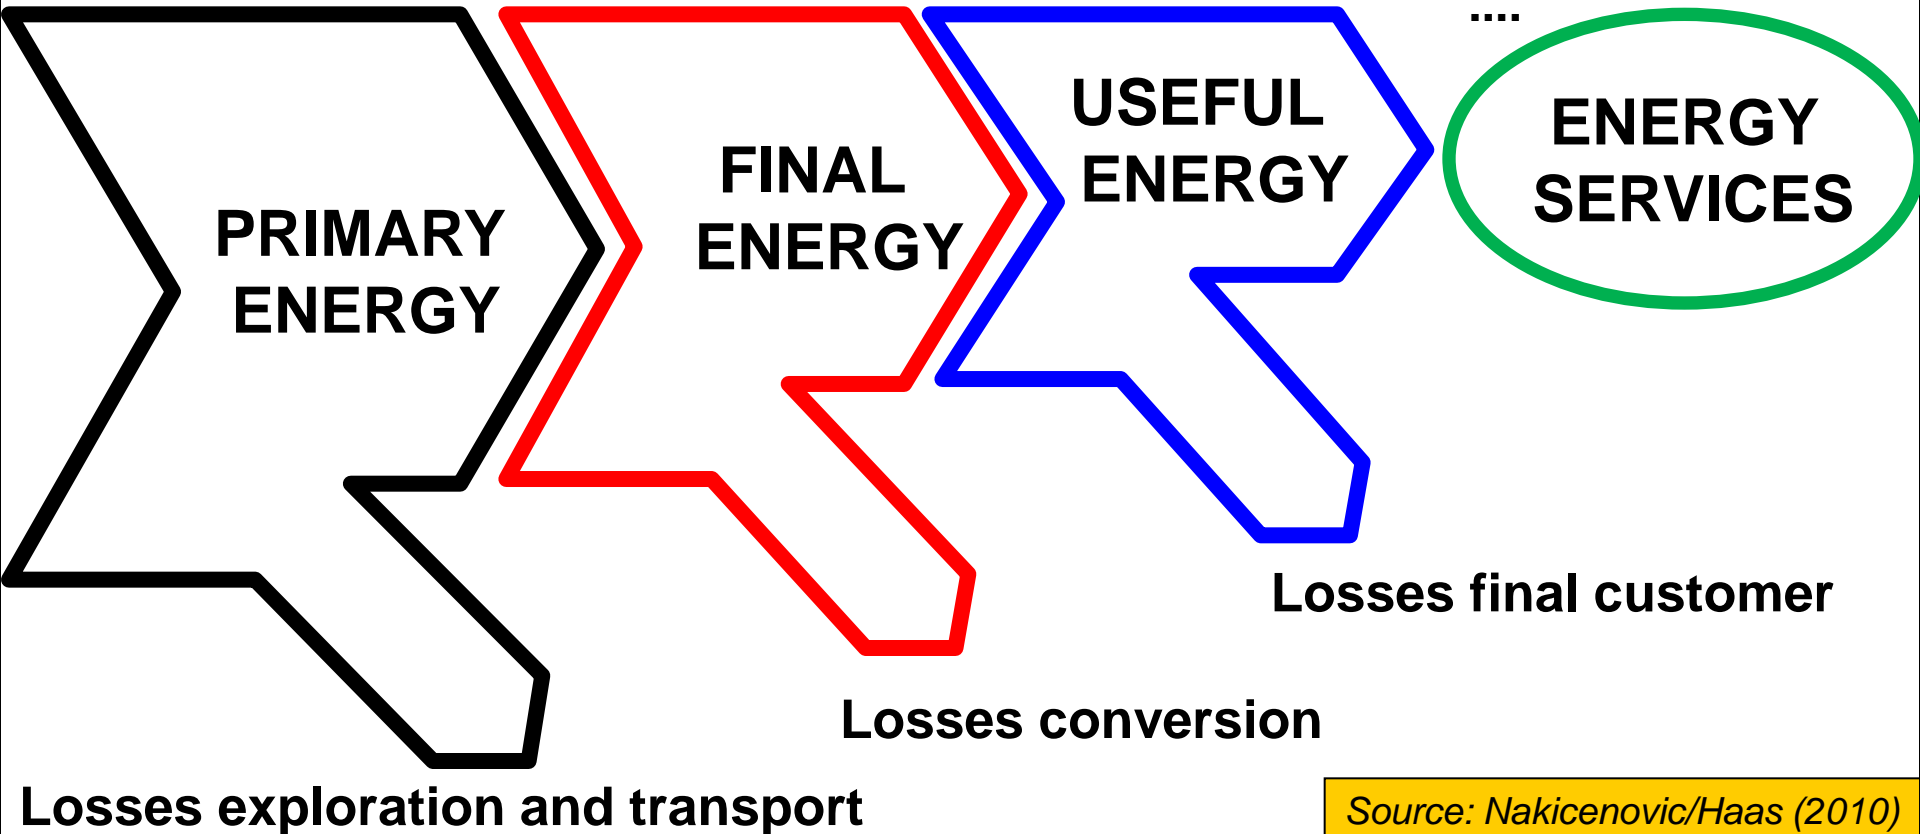 ....
PRIMARY
ENERGY
FINAL
ENERGY
USEFUL
ENERGY
ENERGY
SERVICES
Losses final customer
Losses conversion
Losses exploration and transport
Source: Nakicenovic/Haas (2010)